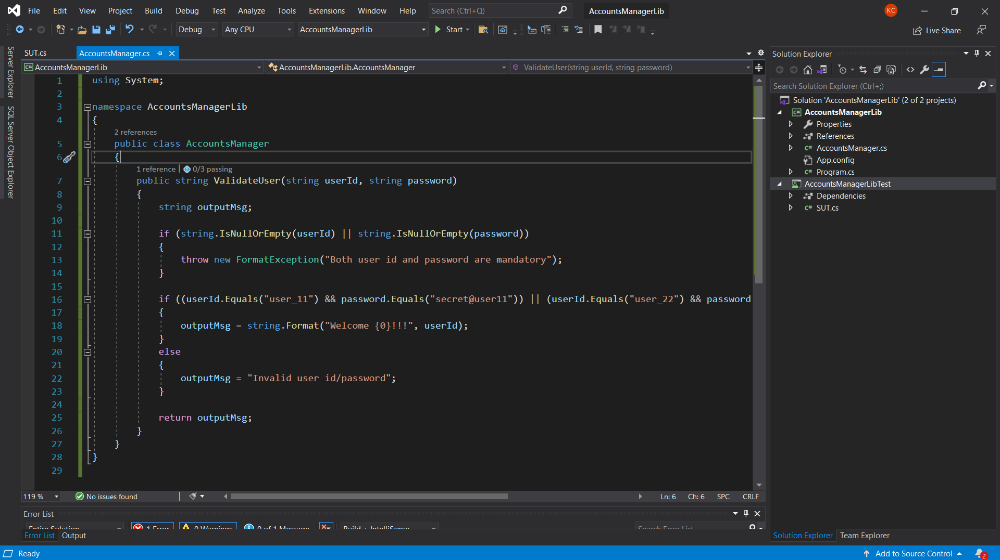 File Edit View Project Build Debug Test Analyze Tools Extensions Window Help Search (Ctrl+Q) AccountsManagerLib KC
Debug Any CPU AccountsManagerLib Start Live Share
Server Explorer
SQL Server Object Explorer
SUT.cs AccountsManager.cs
AccountsManagerLib AccountsManagerLib.AccountsManager ValidateUser(string userId, string password)
1 using System;
2
3 namespace AccountsManagerLib
4 {
2 references
5 public class AccountsManager
6 {
1 reference | 0/3 passing
7 public string ValidateUser(string userId, string password)
8 {
9 string outputMsg;
10
11 if (string.IsNullOrEmpty(userId) || string.IsNullOrEmpty(password))
12 {
13 throw new FormatException("Both user id and password are mandatory");
14 }
15
16 if ((userId.Equals("user_11") && password.Equals("secret@user11")) || (userId.Equals("user_22") && password
17 {
18 outputMsg = string.Format("Welcome {0}!!!", userId);
19 }
20 else
21 {
22 outputMsg = "Invalid user id/password";
23 }
24
25 return outputMsg;
26 }
27 }
28 }
29
119 % No issues found Ln: 6 Ch: 6 SPC CRLF
Error List
Entire Solution 1 Error 0 Warnings 0 of 1 Message Build + IntelliSense Search Error List
Error List Output
Solution Explorer
Search Solution Explorer (Ctrl+;)
Solution 'AccountsManagerLib' (2 of 2 projects)
AccountsManagerLib
Properties
References
AccountsManager.cs
App.config
Program.cs
AccountsManagerLibTest
Dependencies
SUT.cs
Solution Explorer Team Explorer
Ready Add to Source Control 2